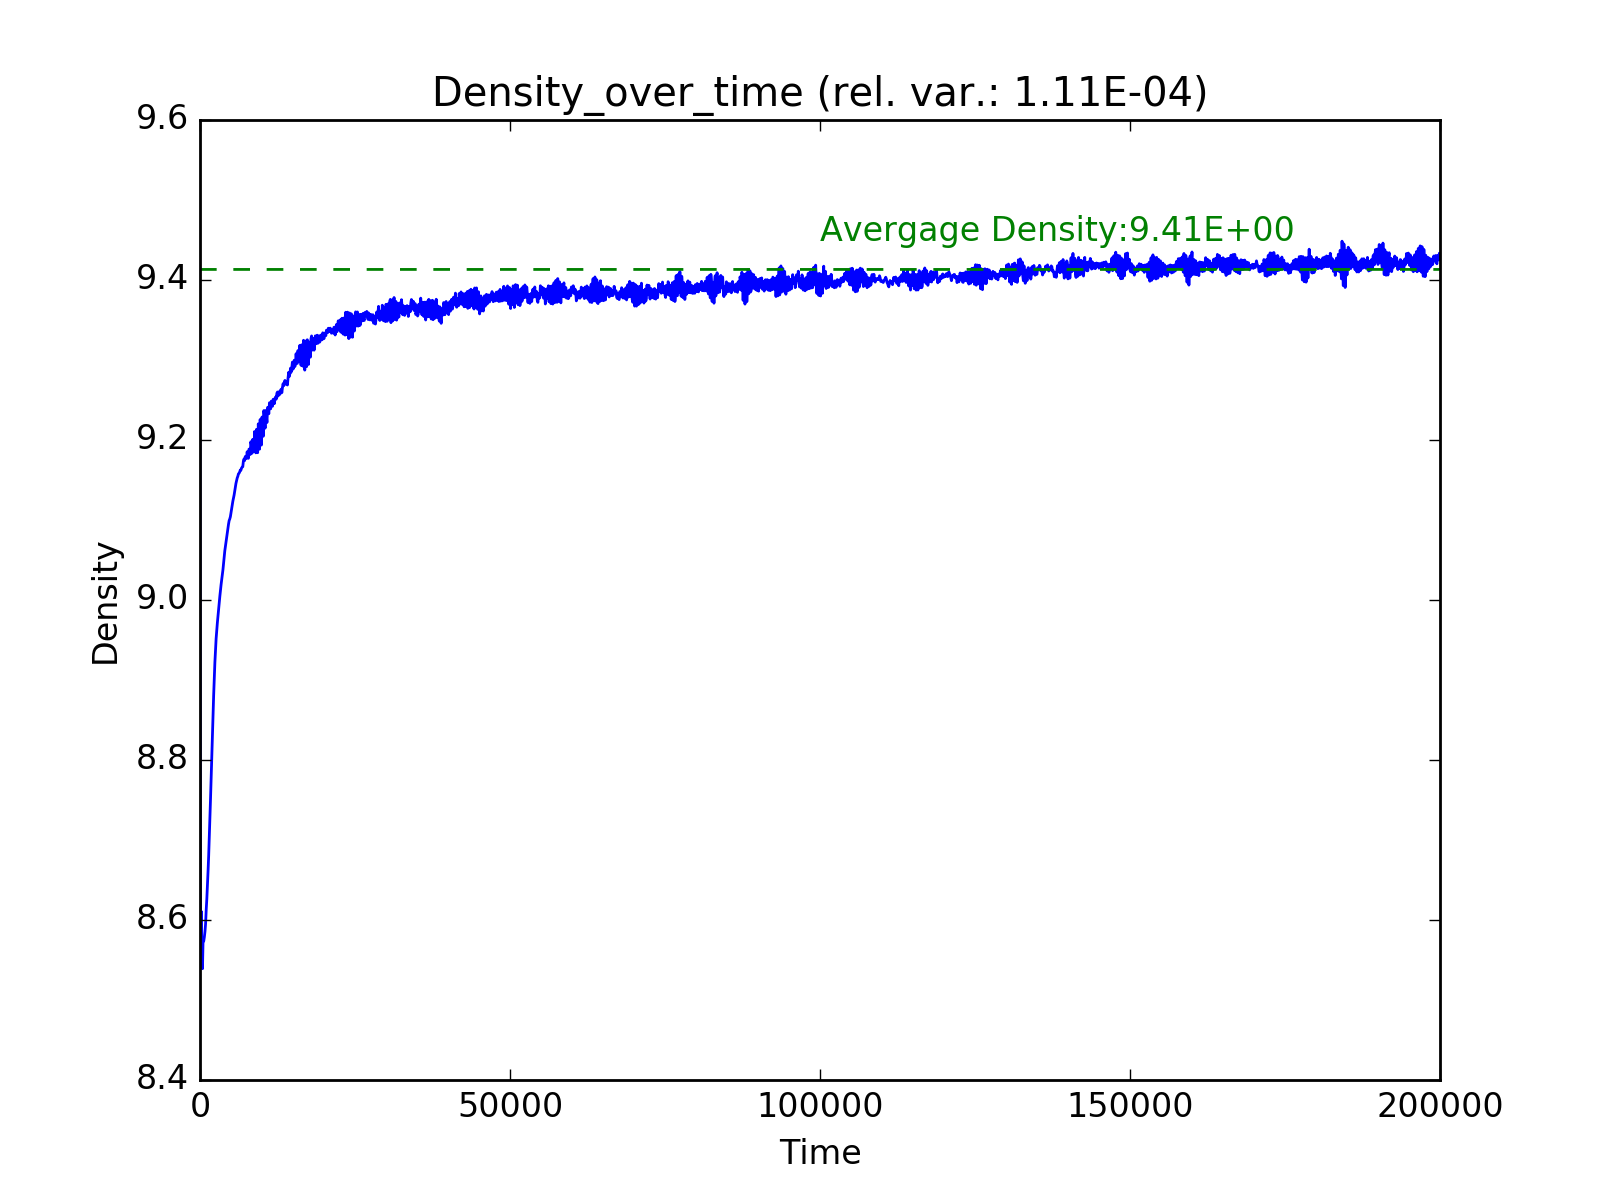 Density_over_time (rel. var.: 1.11E-04)
9.6
Avergage Density:9.41E+00
9.4
9.2
9.0
Density
8.8
8.6
8.4
0 50000 100000 150000 200000
Time